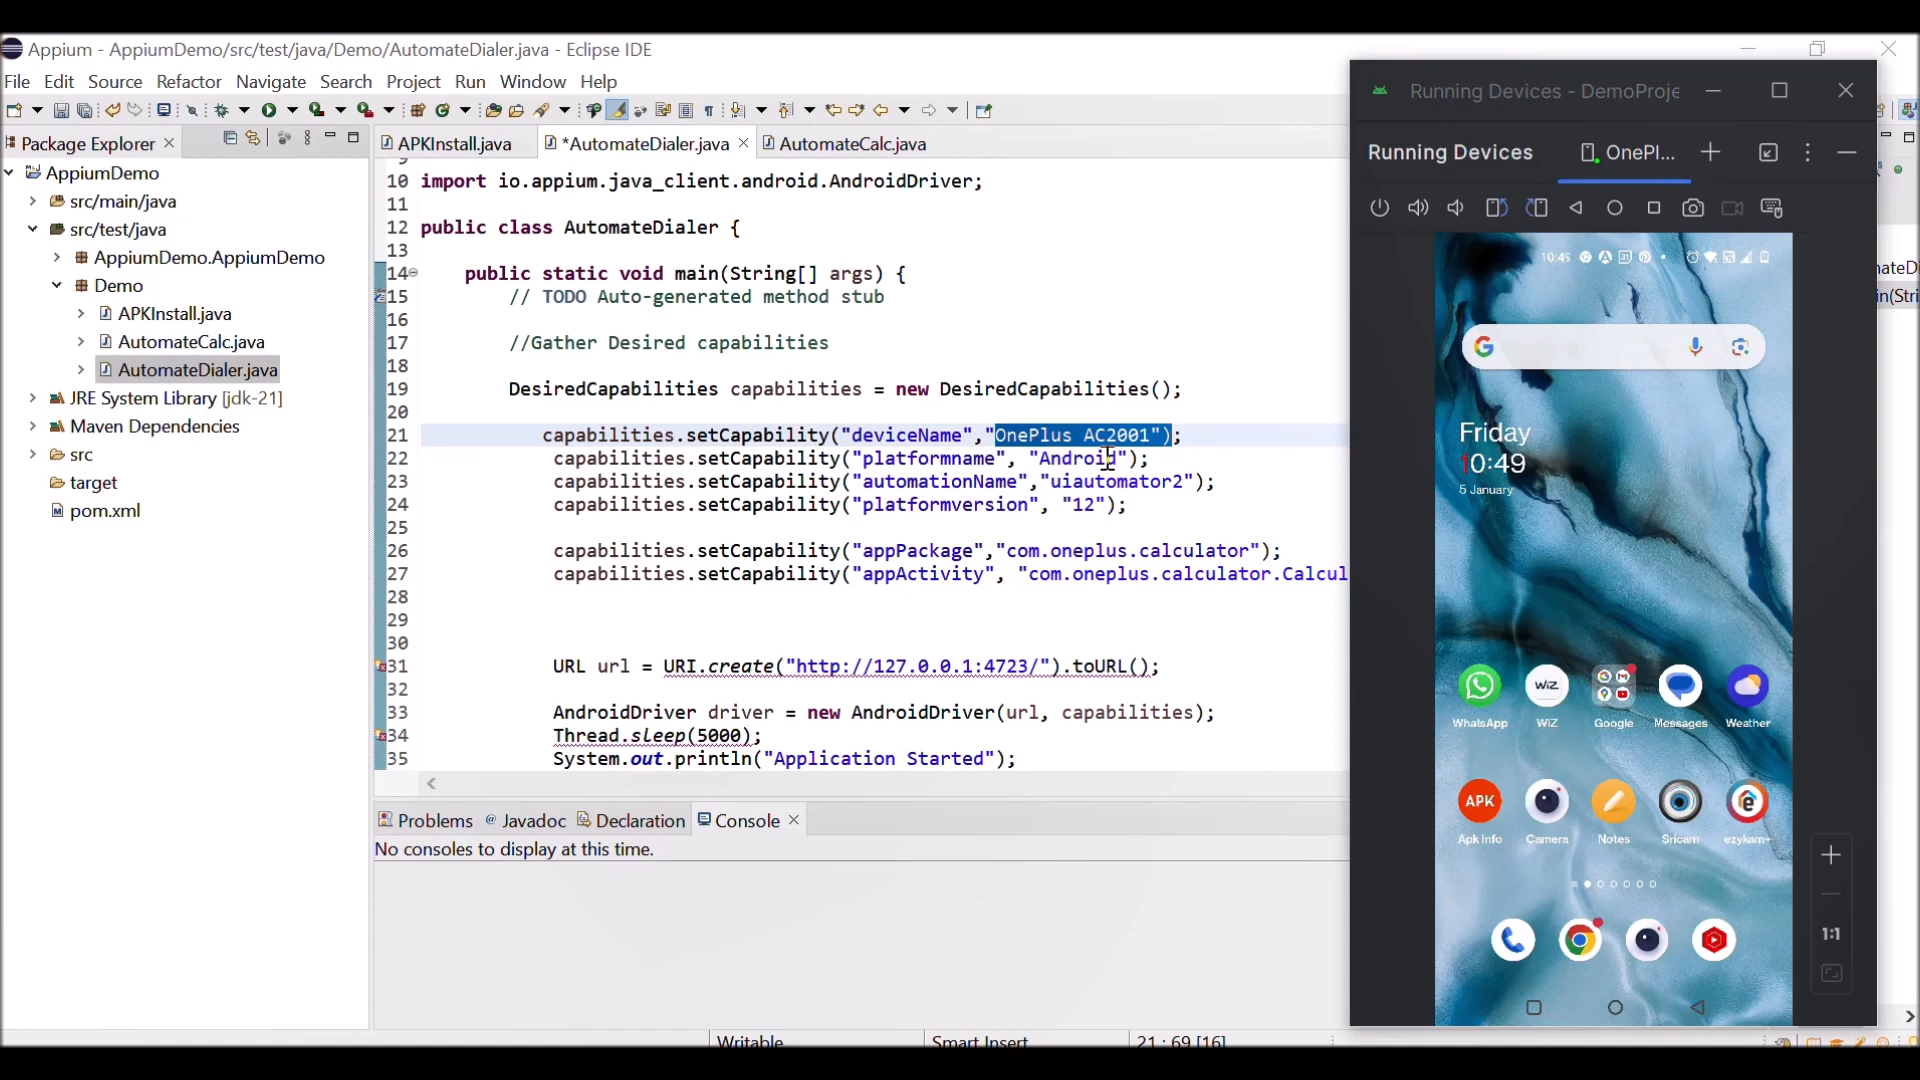 Appium - AppiumDemo/src/test/java/Demo/AutomateDialer.java - Eclipse IDE
File Edit Source Refactor Navigate Search Project Run Window Help
Package Explorer
AppiumDemo
src/main/java
src/test/java
AppiumDemo.AppiumDemo
Demo
APKInstall.java
AutomateCalc.java
AutomateDialer.java
JRE System Library [jdk-21]
Maven Dependencies
src
target
pom.xml
APKInstall.java *AutomateDialer.java AutomateCalc.java
9
10 import io.appium.java_client.android.AndroidDriver;
11
12 public class AutomateDialer {
13
14 public static void main(String[] args) {
15 // TODO Auto-generated method stub
16
17 //Gather Desired capabilities
18
19 DesiredCapabilities capabilities = new DesiredCapabilities();
20
21 capabilities.setCapability("deviceName","OnePlus AC2001");
22 capabilities.setCapability("platformname", "Android");
23 capabilities.setCapability("automationName","uiautomator2");
24 capabilities.setCapability("platformversion", "12");
25
26 capabilities.setCapability("appPackage","com.oneplus.calculator");
27 capabilities.setCapability("appActivity", "com.oneplus.calculator.Calcul
28
29
30
31 URL url = URI.create("http://127.0.0.1:4723/").toURL();
32
33 AndroidDriver driver = new AndroidDriver(url, capabilities);
34 Thread.sleep(5000);
35 System.out.println("Application Started");
Problems Javadoc Declaration Console
No consoles to display at this time.
Writable Smart Insert 21 : 69 [16]
Running Devices - DemoProje
Running Devices OnePl...
10:49
Friday
10:49
5 January
WhatsApp WiZ Google Messages Weather
Apk Info Camera Notes Sricam ezykam+
WiZ
APK
31
1:1